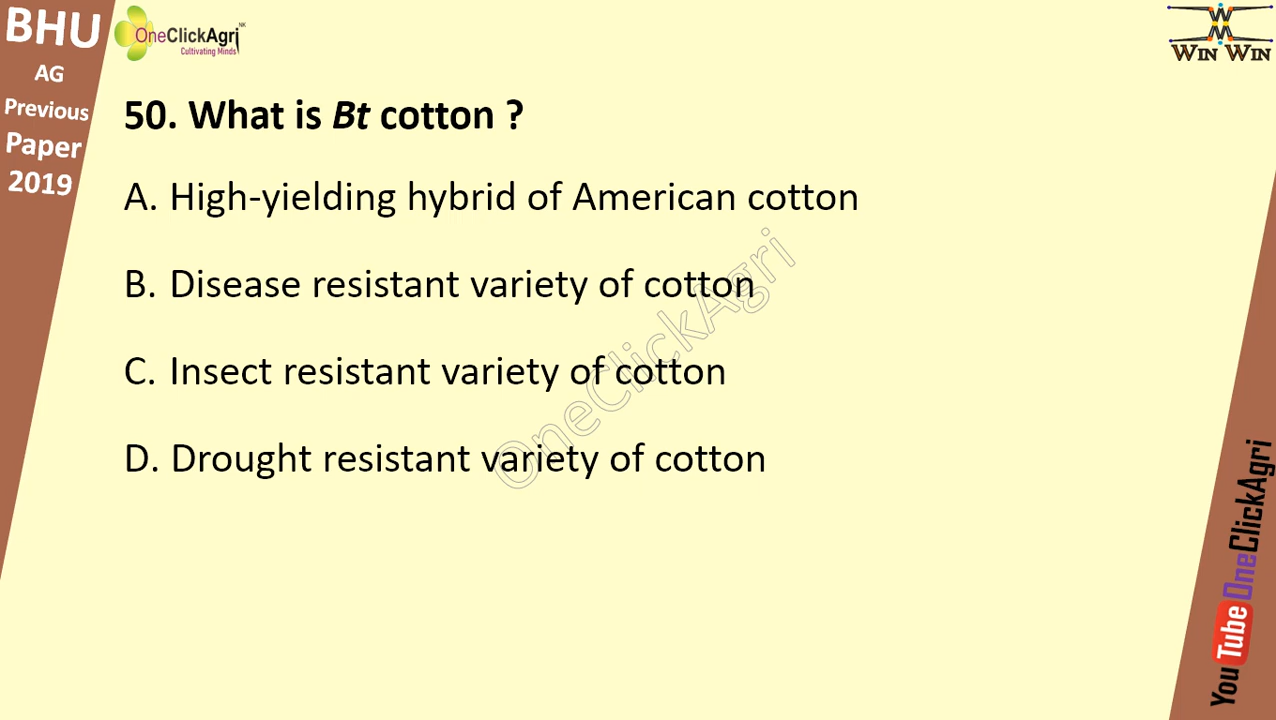 BHU
AG
Previous
Paper
2019
OneClickAgri NK
Cultivating Minds
WIN WIN
50. What is Bt cotton ?
A. High-yielding hybrid of American cotton
B. Disease resistant variety of cotton
C. Insect resistant variety of cotton
D. Drought resistant variety of cotton
©OneClickAgri
YouTube OneClickAgri